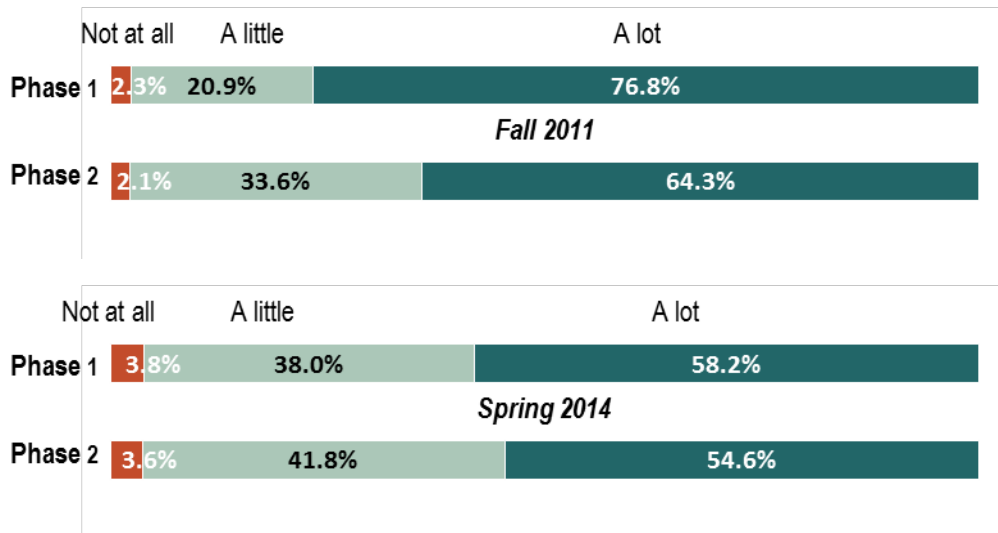 Not at all A little A lot
Phase 1 2.3% 20.9% 76.8%
Fall 2011
Phase 2 2.1% 33.6% 64.3%
Not at all A little A lot
Phase 1 3.8% 38.0% 58.2%
Spring 2014
Phase 2 3.6% 41.8% 54.6%